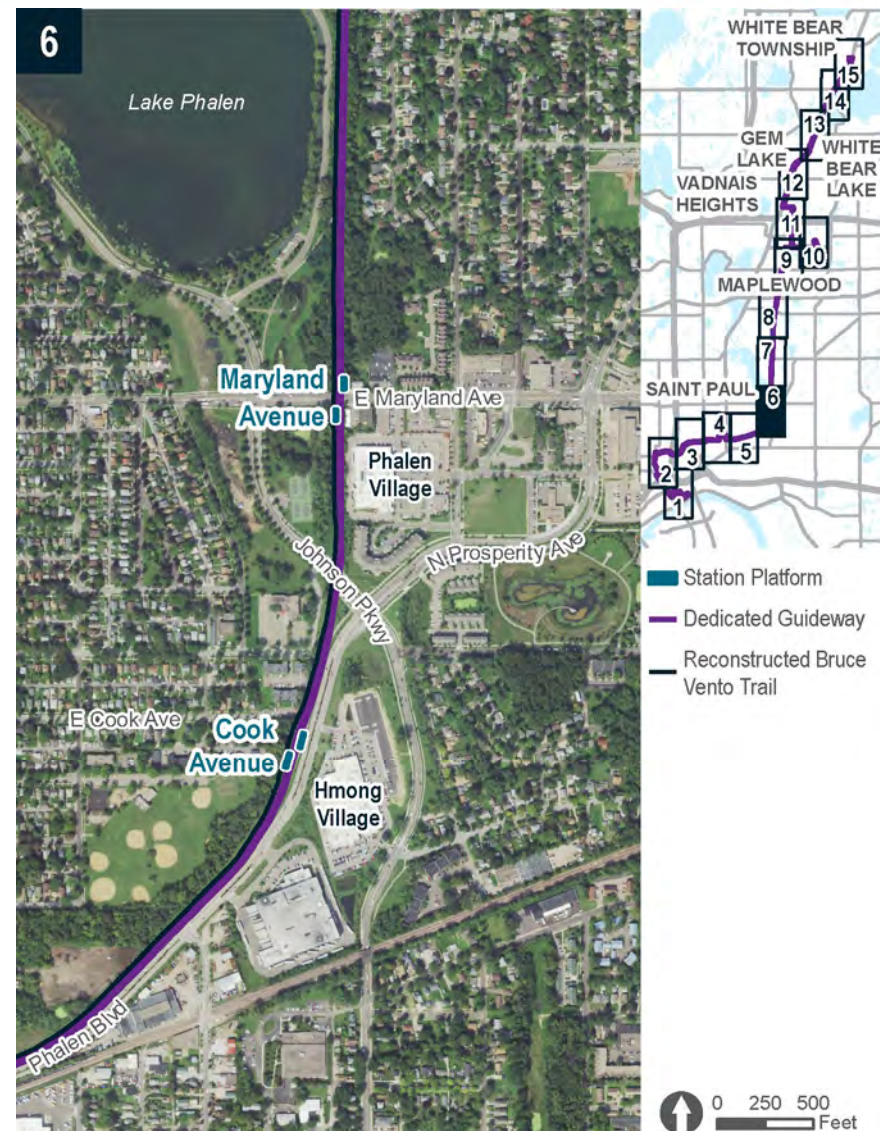 6
Lake Phalen
Maryland
Avenue
E Maryland Ave
Phalen
Village
N Prosperity Ave
Johnson Pkwy
E Cook Ave
Cook
Avenue
Hmong
Village
Phalen Blvd
WHITE BEAR
TOWNSHIP
15
14
13
GEM
LAKE
WHITE
BEAR
LAKE
12
VADNAIS
HEIGHTS
11
10
9
MAPLEWOOD
8
7
SAINT PAUL
6
4
5
3
2
1
Station Platform
Dedicated Guideway
Reconstructed Bruce
Vento Trail
0 250 500
Feet